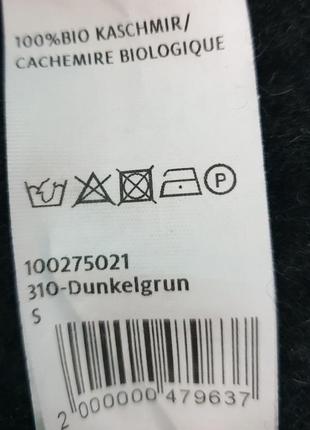 100%BIO KASCHMIR/
CACHEMIRE BIOLOGIQUE
P
100275021
310-Dunkelgrun
S
2 000000 479637